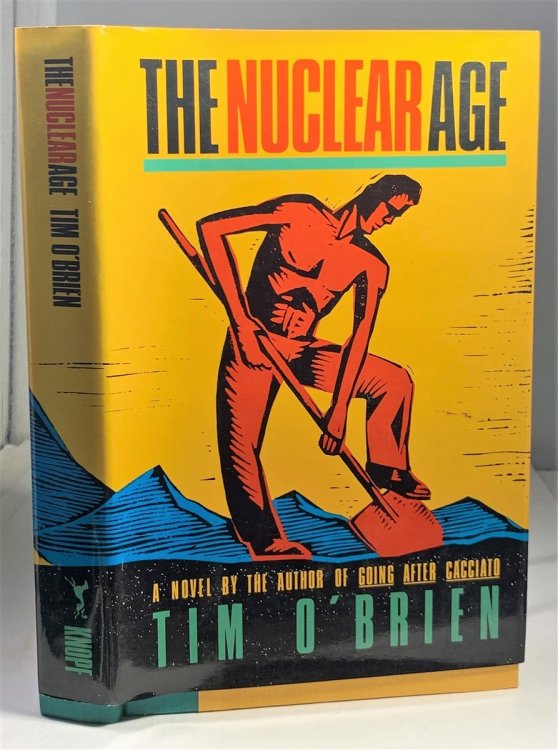 THE NUCLEAR AGE
A NOVEL BY THE AUTHOR OF GOING AFTER CACCIATO
TIM O'BRIEN
THE NUCLEAR AGE TIM O'BRIEN
KNOPF